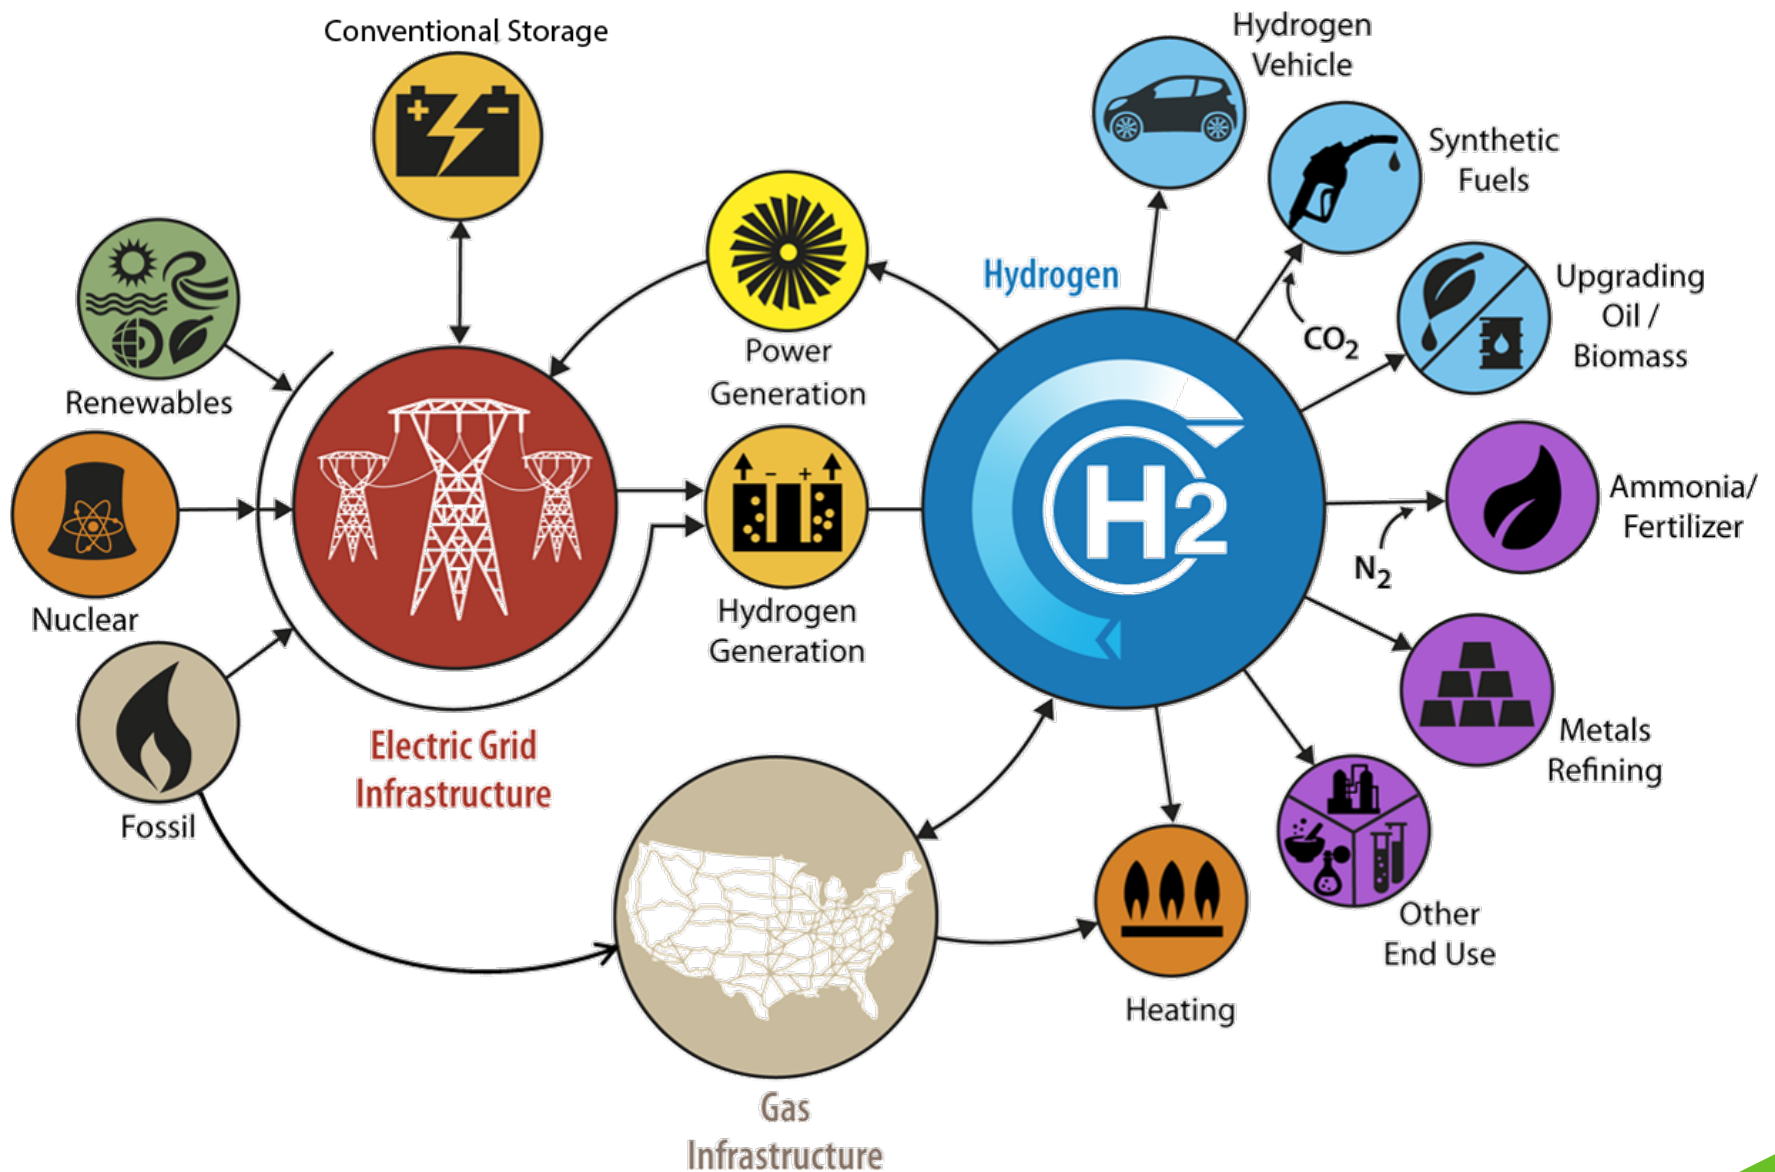 Conventional Storage
Hydrogen
Vehicle
Synthetic
Fuels
Upgrading
Oil /
Biomass
CO2
Hydrogen
Power
Generation
Renewables
H2
Ammonia/
Fertilizer
N2
Nuclear
Hydrogen
Generation
Electric Grid
Infrastructure
Metals
Refining
Fossil
Other
End Use
Heating
Gas
Infrastructure